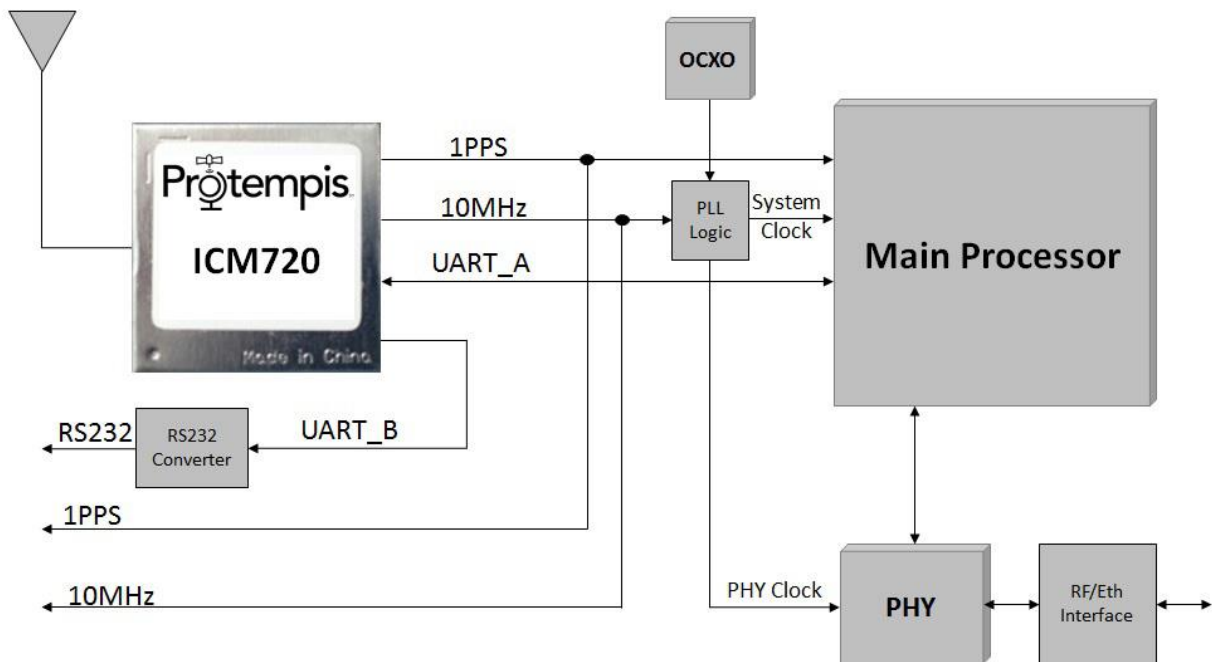 OCXO
1PPS
Protempis
10MHz
PLL
Logic
System
Clock
ICM720
UART_A
Main Processor
Made in China
RS232
RS232
Converter
UART_B
1PPS
10MHz
PHY Clock
PHY
RF/Eth
Interface